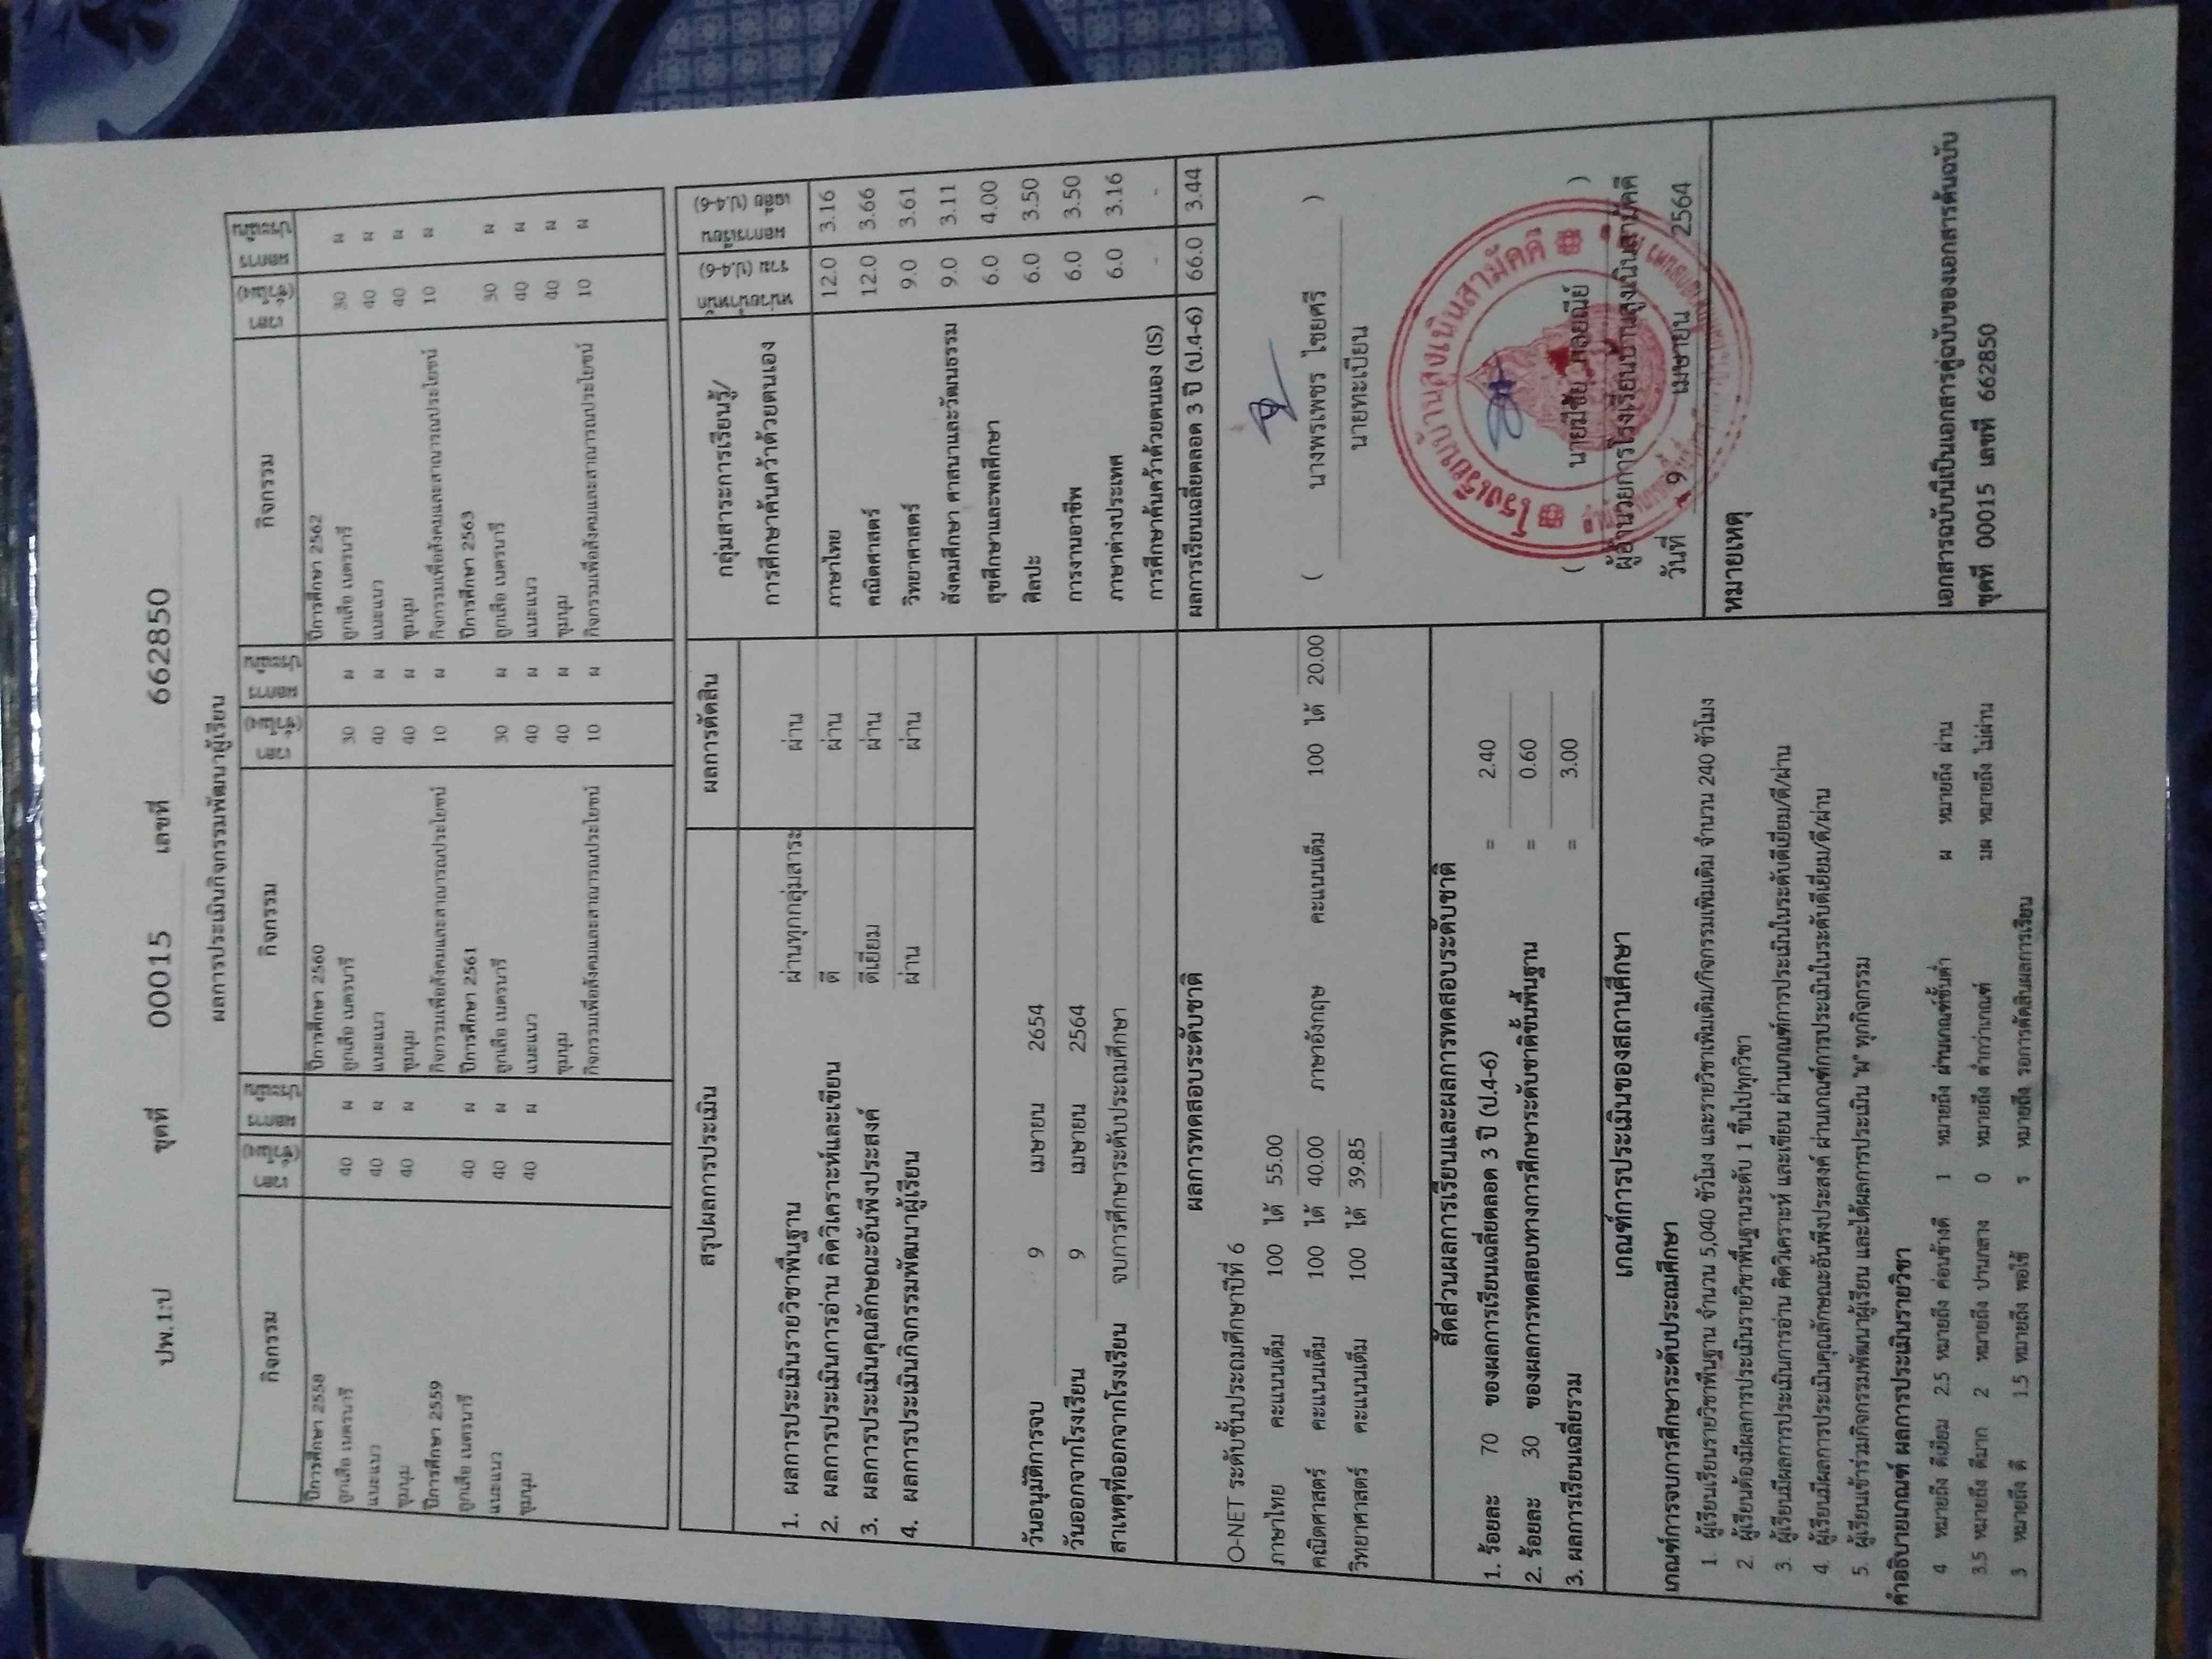 ปพ.1:ป ชุดที่ 00015 เลขที่ 662850
ผลการประเมินกิจกรรมพัฒนาผู้เรียน
กิจกรรม เวลา (ชั่วโมง) ผลการประเมิน กิจกรรม เวลา (ชั่วโมง) ผลการประเมิน กิจกรรม เวลา (ชั่วโมง) ผลการประเมิน
ปีการศึกษา 2558 ปีการศึกษา 2560 ปีการศึกษา 2562
ลูกเสือ เนตรนารี 40 ผ ลูกเสือ เนตรนารี 30 ผ ลูกเสือ เนตรนารี 30 ผ
แนะแนว 40 ผ แนะแนว 40 ผ แนะแนว 40 ผ
ชุมนุม 40 ผ ชุมนุม 40 ผ ชุมนุม 40 ผ
ปีการศึกษา 2559 กิจกรรมเพื่อสังคมและสาณารณประโยชน์ 10 ผ กิจกรรมเพื่อสังคมและสาณารณประโยชน์ 10 ผ
ลูกเสือ เนตรนารี 40 ผ ปีการศึกษา 2561 ปีการศึกษา 2563
แนะแนว 40 ผ ลูกเสือ เนตรนารี 30 ผ ลูกเสือ เนตรนารี 30 ผ
ชุมนุม 40 ผ แนะแนว 40 ผ แนะแนว 40 ผ
ชุมนุม 40 ผ ชุมนุม 40 ผ
กิจกรรมเพื่อสังคมและสาณารณประโยชน์ 10 ผ กิจกรรมเพื่อสังคมและสาณารณประโยชน์ 10 ผ
สรุปผลการประเมิน ผลการตัดสิน
1. ผลการประเมินรายวิชาพื้นฐาน ผ่านทุกกลุ่มสาระ ผ่าน
2. ผลการประเมินการอ่าน คิดวิเคราะห์และเขียน ดี ผ่าน
3. ผลการประเมินคุณลักษณะอันพึงประสงค์ ดีเยี่ยม ผ่าน
4. ผลการประเมินกิจกรรมพัฒนาผู้เรียน ผ่าน ผ่าน
วันอนุมัติการจบ 9 เมษายน 2654
วันออกจากโรงเรียน 9 เมษายน 2564
สาเหตุที่ออกจากโรงเรียน จบการศึกษาระดับประถมศึกษา
กลุ่มสาระการเรียนรู้/
การศึกษาค้นคว้าด้วยตนเอง
หน่วยน้ำหนัก รวม (ป.4-6) ผลการเรียน เฉลี่ย (ป.4-6)
ภาษาไทย 12.0 3.16
คณิตศาสตร์ 12.0 3.66
วิทยาศาสตร์ 9.0 3.61
สังคมศึกษา ศาสนาและวัฒนธรรม 9.0 3.11
สุขศึกษาและพลศึกษา 6.0 4.00
ศิลปะ 6.0 3.50
การงานอาชีพ 6.0 3.50
ภาษาต่างประเทศ 6.0 3.16
การศึกษาค้นคว้าด้วยตนเอง (IS) - -
ผลการเรียนเฉลี่ยตลอด 3 ปี (ป.4-6) 66.0 3.44
ผลการทดสอบระดับชาติ
O-NET ระดับชั้นประถมศึกษาปีที่ 6
ภาษาไทย คะแนนเต็ม 100 ได้ 55.00
คณิตศาสตร์ คะแนนเต็ม 100 ได้ 40.00 ภาษาอังกฤษ คะแนนเต็ม 100 ได้ 20.00
วิทยาศาสตร์ คะแนนเต็ม 100 ได้ 39.85
สัดส่วนผลการเรียนและผลการทดสอบระดับชาติ
1. ร้อยละ 70 ของผลการเรียนเฉลี่ยตลอด 3 ปี (ป.4-6) = 2.40
2. ร้อยละ 30 ของผลการทดสอบทางการศึกษาระดับชาติขั้นพื้นฐาน = 0.60
3. ผลการเรียนเฉลี่ยรวม = 3.00
( นางพรเพชร ไชยศรี )
นายทะเบียน
โรงเรียนบ้านสูงเนินสามัคคี
( นายมีชัย )
ผู้อำนวยการโรงเรียนบ้านสูงเนินสามัคคี
วันที่ 9 เมษายน 2564
เกณฑ์การประเมินของสถานศึกษา
เกณฑ์การจบการศึกษาระดับประถมศึกษา
1. ผู้เรียนเรียนรายวิชาพื้นฐาน จำนวน 5,040 ชั่วโมง และรายวิชาเพิ่มเติม/กิจกรรมเพิ่มเติม จำนวน 240 ชั่วโมง
2. ผู้เรียนต้องมีผลการประเมินรายวิชาพื้นฐานระดับ 1 ขึ้นไปทุกวิชา
3. ผู้เรียนมีผลการประเมินการอ่าน คิดวิเคราะห์ และเขียน ผ่านเกณฑ์การประเมินในระดับดีเยี่ยม/ดี/ผ่าน
4. ผู้เรียนมีผลการประเมินคุณลักษณะอันพึงประสงค์ ผ่านเกณฑ์การประเมินในระดับดีเยี่ยม/ดี/ผ่าน
5. ผู้เรียนเข้าร่วมกิจกรรมพัฒนาผู้เรียน และได้ผลการประเมิน "ผ" ทุกกิจกรรม
คำอธิบายเกณฑ์ ผลการประเมินรายวิชา
4 หมายถึง ดีเยี่ยม 2.5 หมายถึง ค่อนข้างดี 1 หมายถึง ผ่านเกณฑ์ขั้นต่ำ ผ หมายถึง ผ่าน
3.5 หมายถึง ดีมาก 2 หมายถึง ปานกลาง 0 หมายถึง ต่ำกว่าเกณฑ์ มผ หมายถึง ไม่ผ่าน
3 หมายถึง ดี 1.5 หมายถึง พอใช้ ร หมายถึง รอการตัดสินผลการเรียน
หมายเหตุ
เอกสารฉบับนี้เป็นเอกสารคู่ฉบับของเอกสารต้นฉบับ
ชุดที่ 00015 เลขที่ 662850